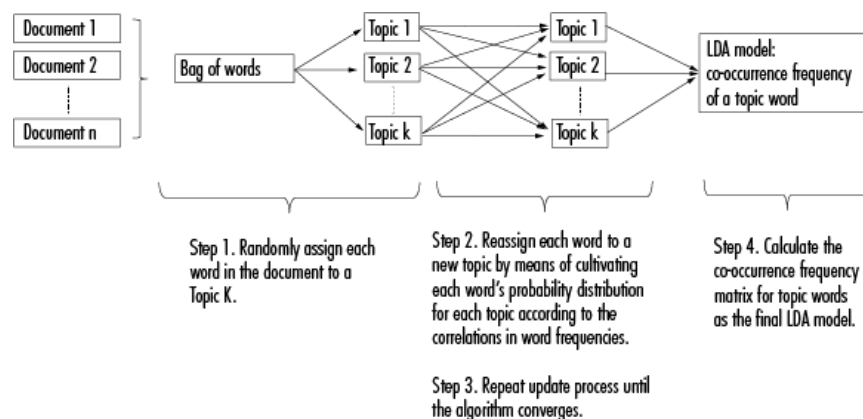 Document 1
Document 2
Document n
Bag of words
Topic 1
Topic 2
Topic k
Topic 1
Topic 2
Topic k
LDA model:
co-occurrence frequency
of a topic word
Step 1. Randomly assign each
word in the document to a
Topic K.
Step 2. Reassign each word to a
new topic by means of cultivating
each word's probability distribution
for each topic according to the
correlations in word frequencies.
Step 3. Repeat update process until
the algorithm converges.
Step 4. Calculate the
co-occurrence frequency
matrix for topic words
as the final LDA model.